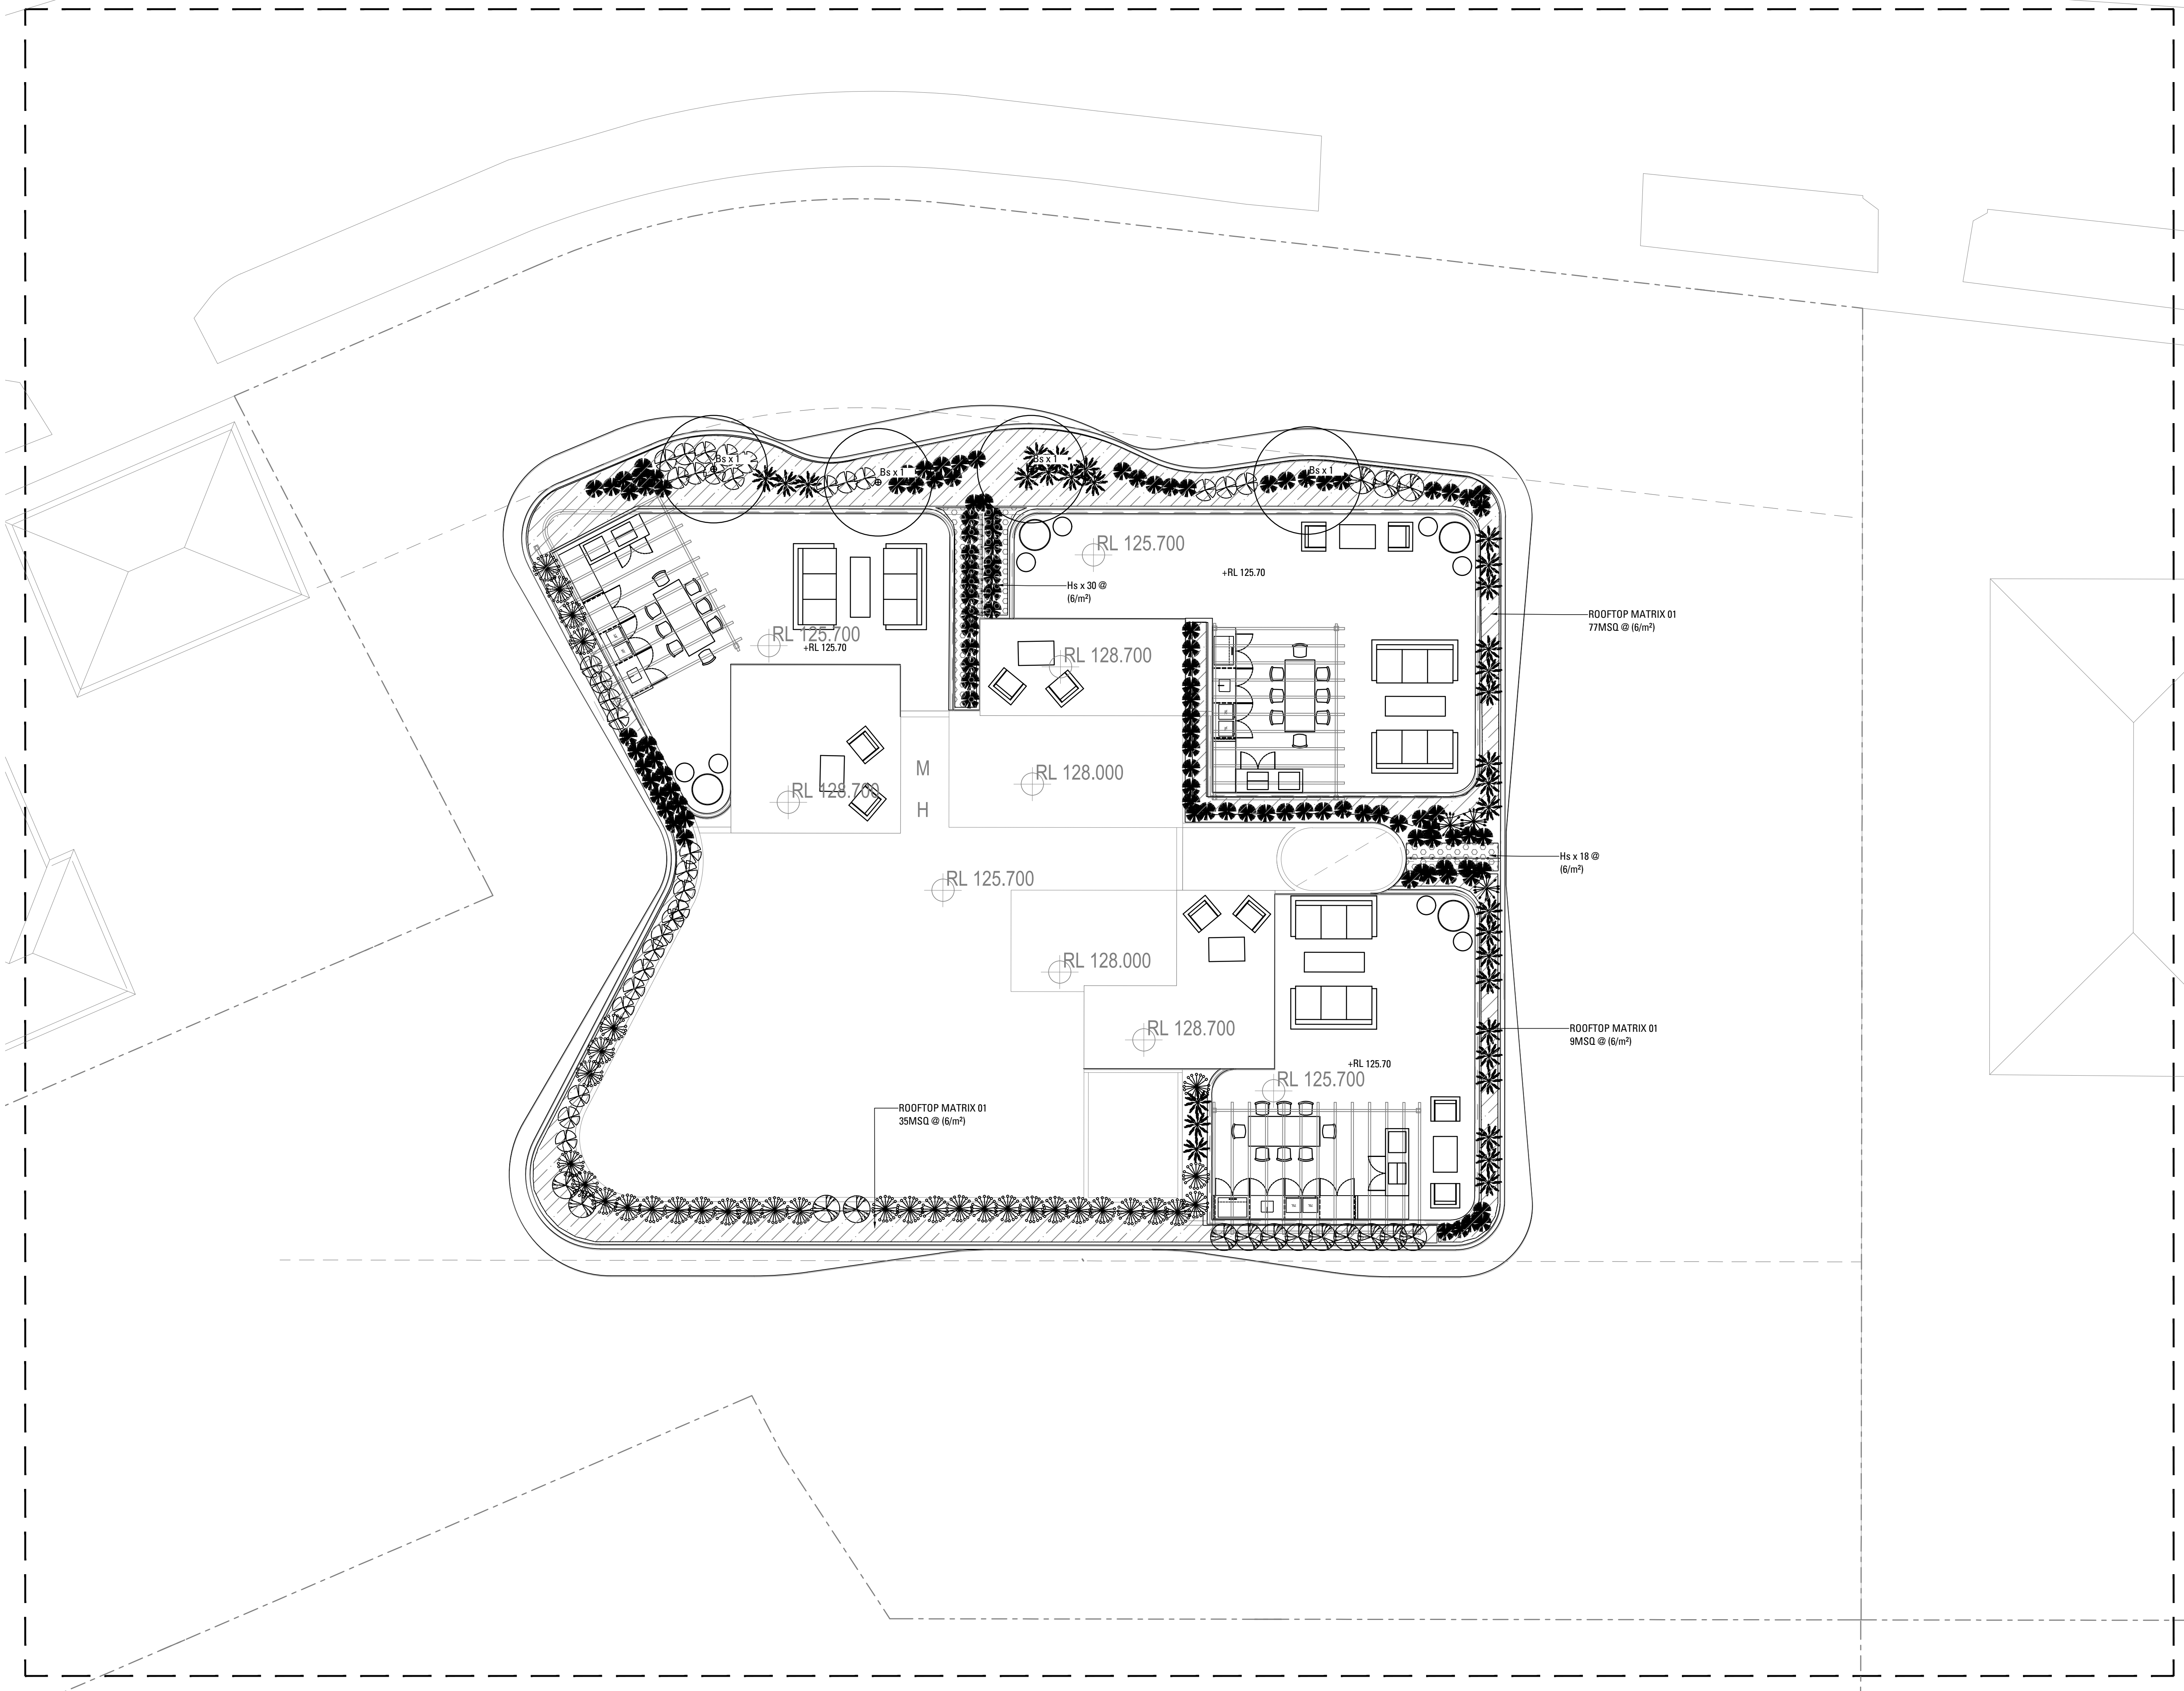 Bs x 1
Bs x 1
Bs x 1
Bs x 1
RL 125.700
+RL 125.70
Hs x 30 @
(6/m²)
ROOFTOP MATRIX 01
77MSQ @ (6/m²)
RL 125.700
+RL 125.70
RL 128.700
M
H
RL 128.000
RL 128.700
Hs x 18 @
(6/m²)
RL 125.700
RL 128.000
RL 128.700
ROOFTOP MATRIX 01
9MSQ @ (6/m²)
+RL 125.70
RL 125.700
ROOFTOP MATRIX 01
35MSQ @ (6/m²)